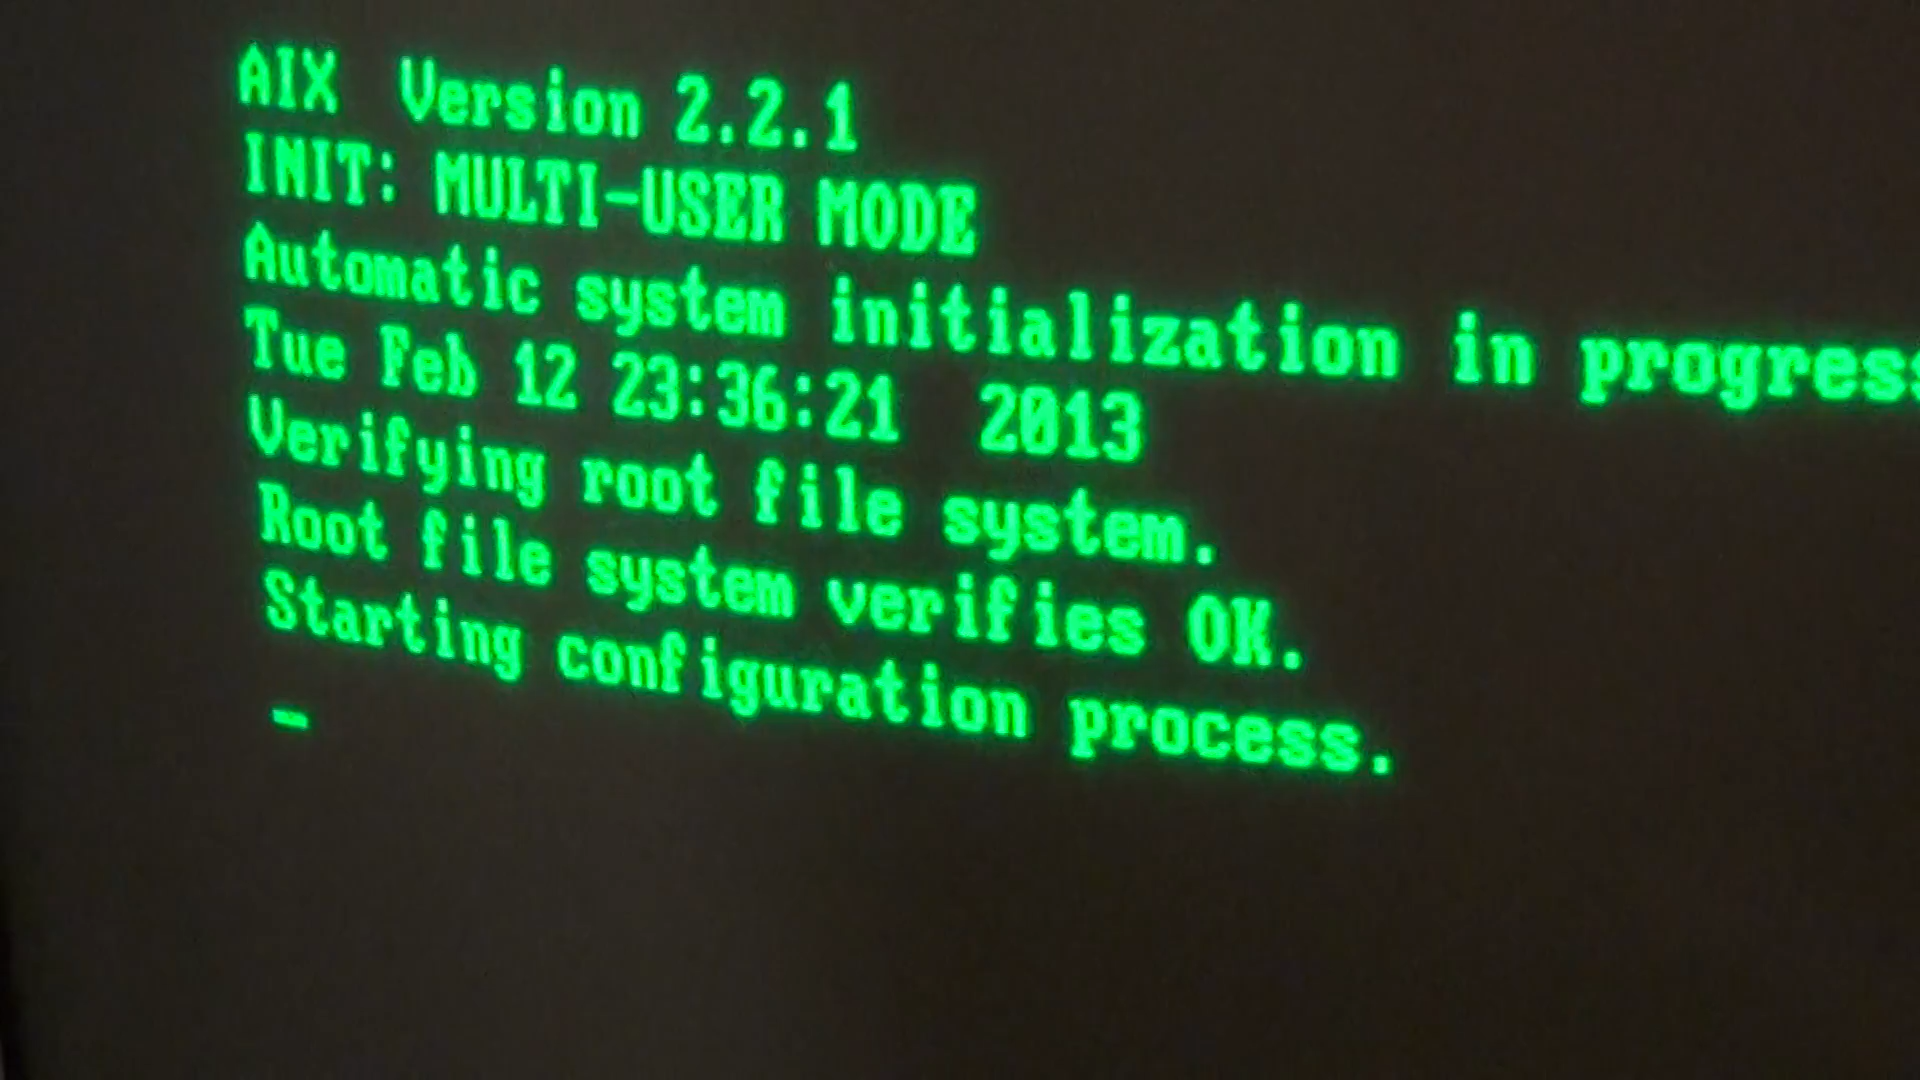 AIX  Version 2.2.1
INIT: MULTI-USER MODE
Automatic system initialization in progress
Tue Feb 12 23:36:21  2013
Verifying root file system.
Root file system verifies OK.
Starting configuration process.
_